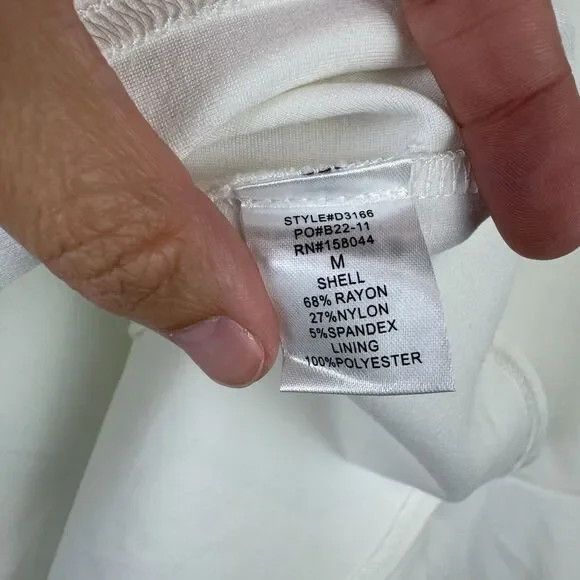 STYLE#D3166
PO#B22-11
RN#158044
M
SHELL
68% RAYON
27%NYLON
5%SPANDEX
LINING
100%POLYESTER